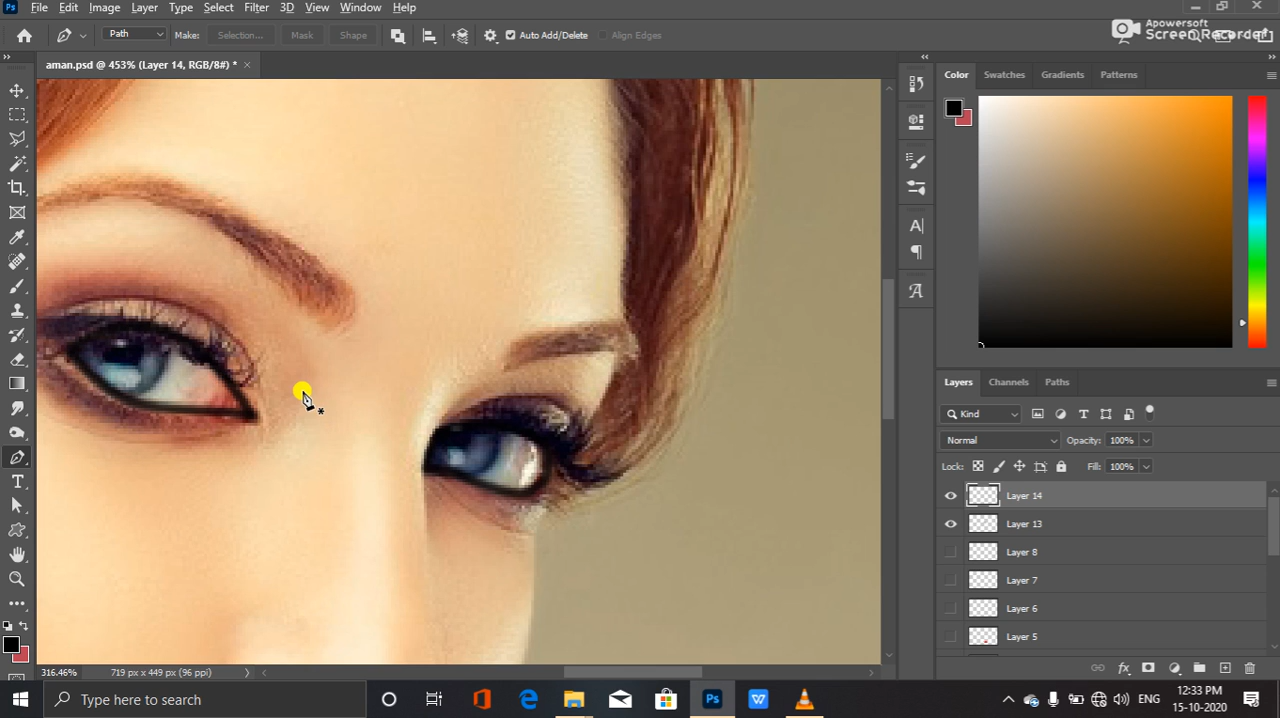 Ps File Edit Image Layer Type Select Filter 3D View Window Help
Path Make: Selection... Mask Shape Auto Add/Delete Align Edges
Apowersoft
Screen Recorder
aman.psd @ 453% (Layer 14, RGB/8#) * ×
Color Swatches Gradients Patterns
Layers Channels Paths
Kind
Normal Opacity: 100%
Lock: Fill: 100%
Layer 14
Layer 13
Layer 8
Layer 7
Layer 6
Layer 5
316.46% 719 px x 449 px (96 ppi)
Type here to search
Ps
W
ENG
12:33 PM
15-10-2020